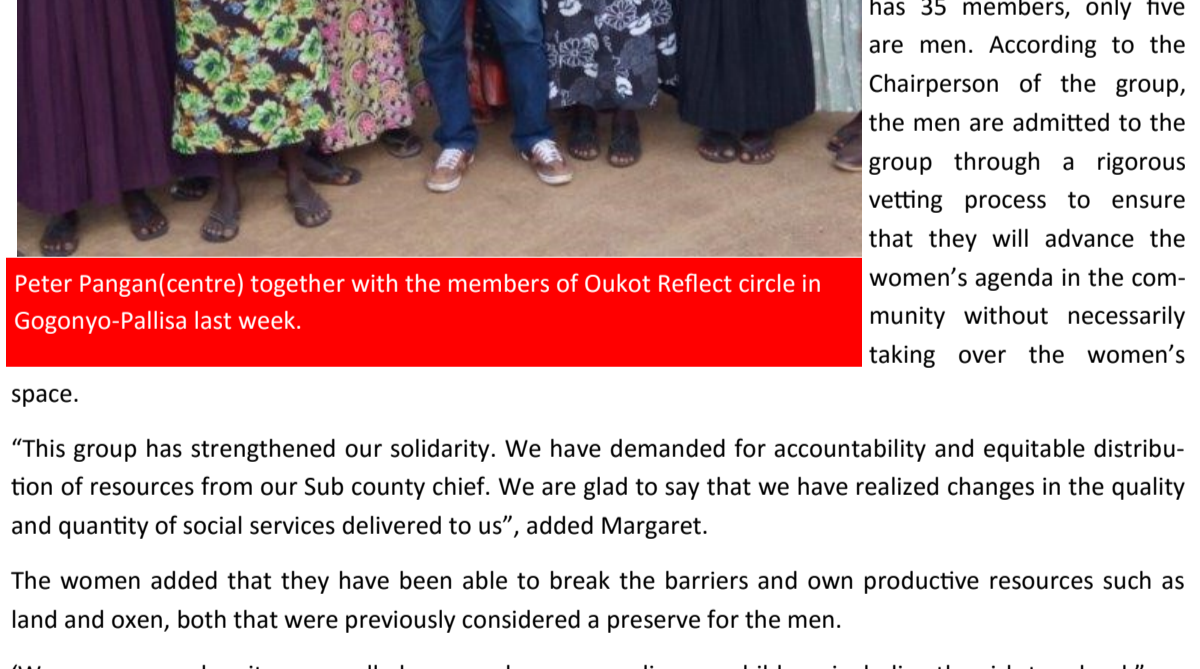 has 35 members, only five
are men. According to the
Chairperson of the group,
the men are admitted to the
group through a rigorous
vetting process to ensure
that they will advance the
women’s agenda in the com-
munity without necessarily
taking over the women’s
space.
Peter Pangan(centre) together with the members of Oukot Reflect circle in
Gogonyo-Pallisa last week.
“This group has strengthened our solidarity. We have demanded for accountability and equitable distribu-
tion of resources from our Sub county chief. We are glad to say that we have realized changes in the quality
and quantity of social services delivered to us”, added Margaret.
The women added that they have been able to break the barriers and own productive resources such as
land and oxen, both that were previously considered a preserve for the men.